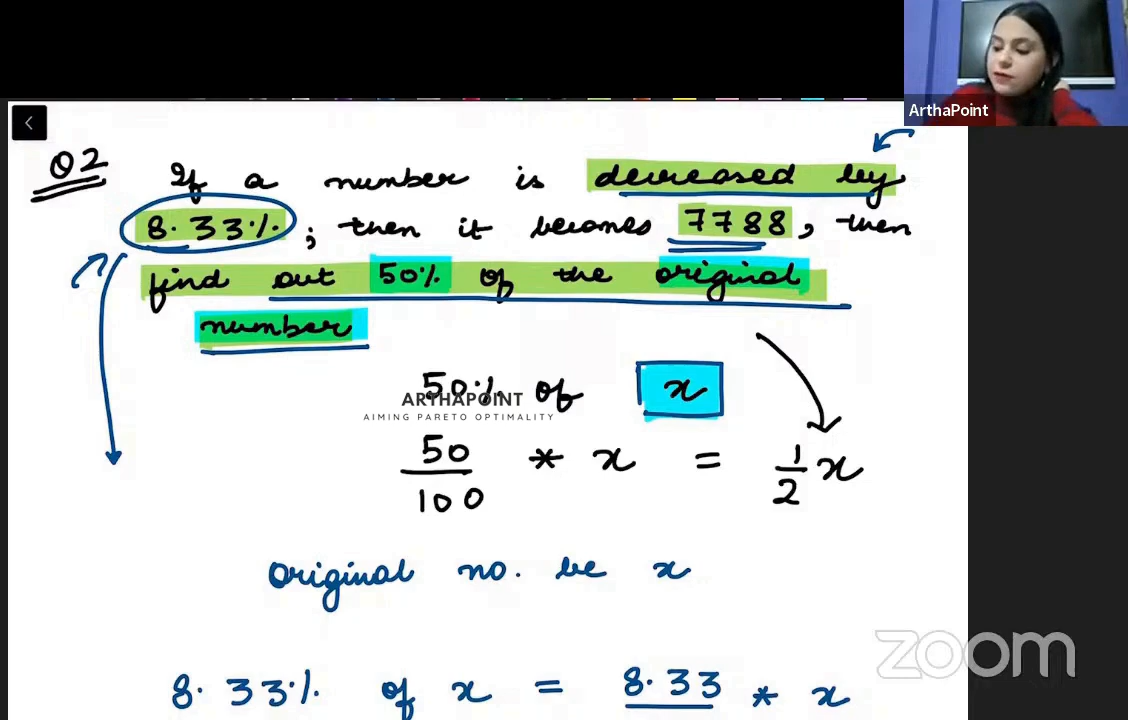 ArthaPoint
Q2 If a number is decreased by
8.33%; then it becomes 7788, then
find out 50% of the original
number
50% of x
ARTHAPOINT
AIMING PARETO OPTIMALITY
50/100 * x = 1/2 x
original no. be x
zoom
8.33% of x = 8.33 * x